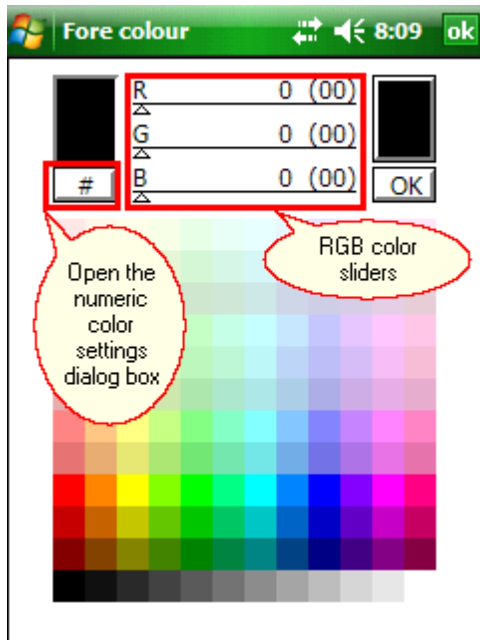 Fore colour 8:09 ok
R 0 (00)
G 0 (00)
B 0 (00)
# OK
RGB color
sliders
Open the
numeric
color
settings
dialog box